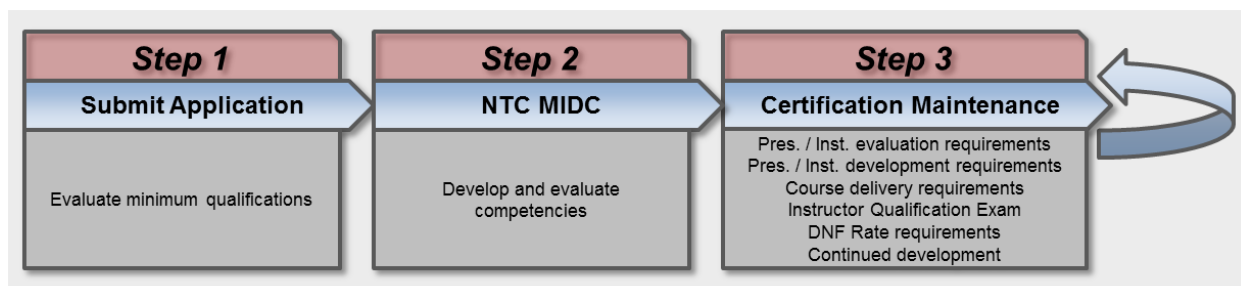 Step 1
Submit Application
Evaluate minimum qualifications
Step 2
NTC MIDC
Develop and evaluate
competencies
Step 3
Certification Maintenance
Pres. / Inst. evaluation requirements
Pres. / Inst. development requirements
Course delivery requirements
Instructor Qualification Exam
DNF Rate requirements
Continued development